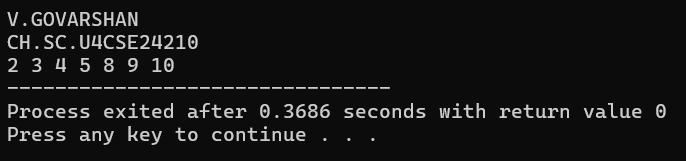 V.GOVARSHAN
CH.SC.U4CSE24210
2 3 4 5 8 9 10
--------------------------------
Process exited after 0.3686 seconds with return value 0
Press any key to continue . . .